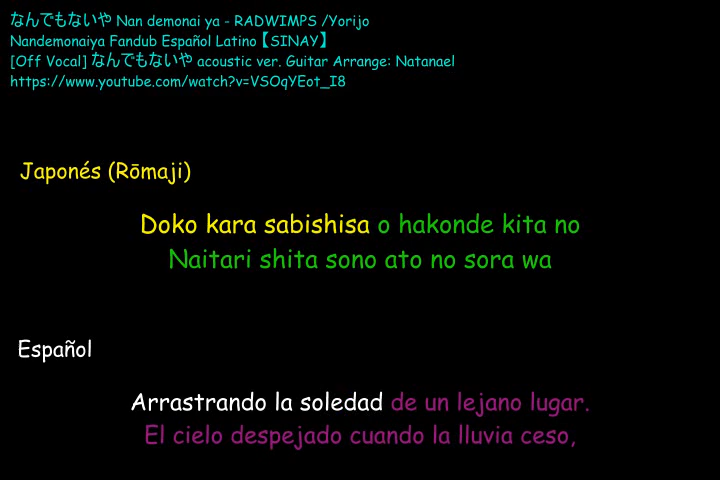 なんでもないや Nan demonai ya - RADWIMPS /Yorijo
Nandemonaiya Fandub Español Latino【SINAY】
[Off Vocal] なんでもないや acoustic ver. Guitar Arrange: Natanael
https://www.youtube.com/watch?v=VSOqYEot_I8
Japonés (Rōmaji)
Doko kara sabishisa o hakonde kita no
Naitari shita sono ato no sora wa
Español
Arrastrando la soledad de un lejano lugar.
El cielo despejado cuando la lluvia ceso,